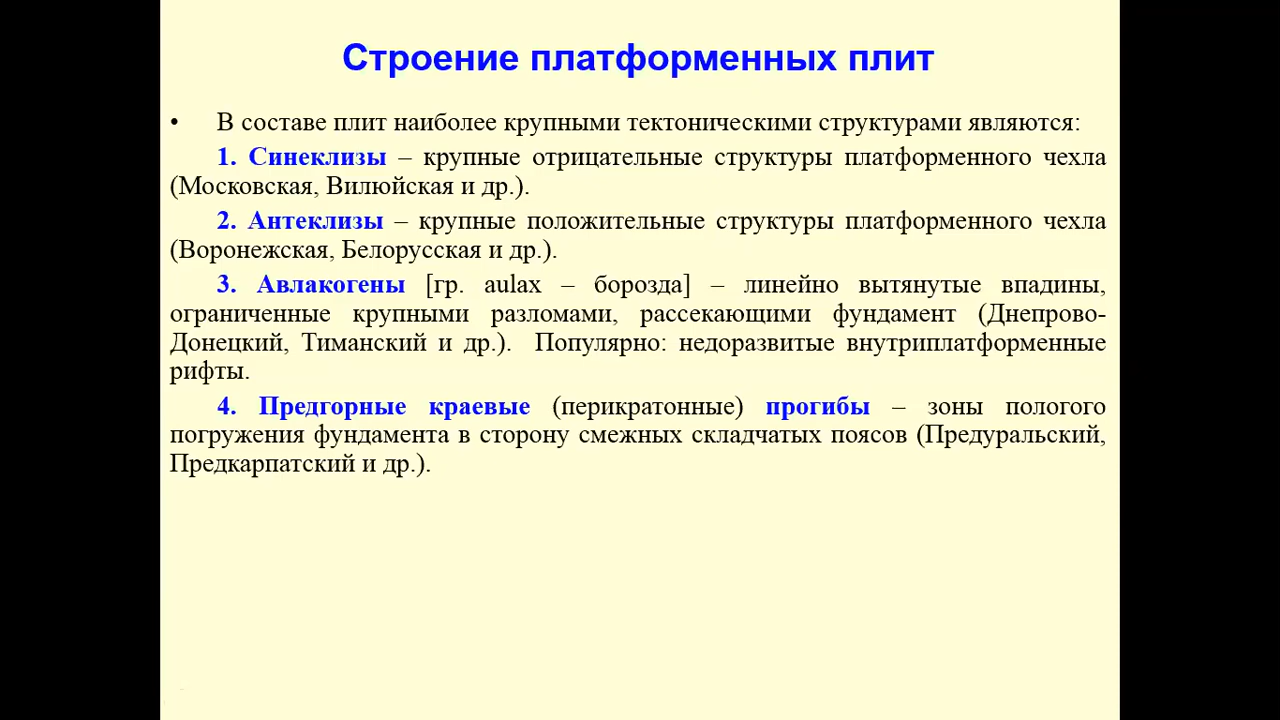 Строение платформенных плит
• В составе плит наиболее крупными тектоническими структурами являются:
1. Синеклизы – крупные отрицательные структуры платформенного чехла
(Московская, Вилюйская и др.).
2. Антеклизы – крупные положительные структуры платформенного чехла
(Воронежская, Белорусская и др.).
3. Авлакогены [гр. aulax – борозда] – линейно вытянутые впадины,
ограниченные крупными разломами, рассекающими фундамент (Днепрово-
Донецкий, Тиманский и др.). Популярно: недоразвитые внутриплатформенные
рифты.
4. Предгорные краевые (перикратонные) прогибы – зоны пологого
погружения фундамента в сторону смежных складчатых поясов (Предуральский,
Предкарпатский и др.).